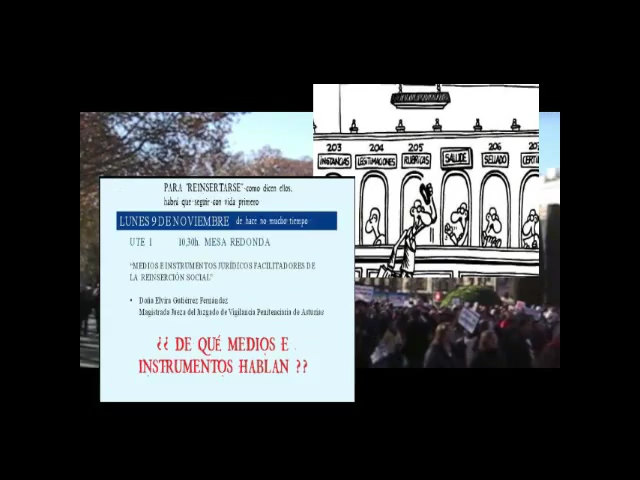 203
204
205
206
INSTANCIAS
LEGITIMACIONES
RUBRICAS
SALUDE
SELLADO
CERTI
PARA "REINSERTARSE" como dicen ellos,
habrá que seguir con vida primero
LUNES 9 DE NOVIEMBRE de hace no mucho tiempo
UTE 1 10,30h. MESA REDONDA
"MEDIOS E INSTRUMENTOS JURÍDICOS FACILITADORES DE
LA REINSERCIÓN SOCIAL"
• Doña Elvira Gutiérrez Fernández
Magistrada Jueza del Juzgado de Vigilancia Penitenciaria de Asturias
¿¿ DE QUÉ MEDIOS E
INSTRUMENTOS HABLAN ??